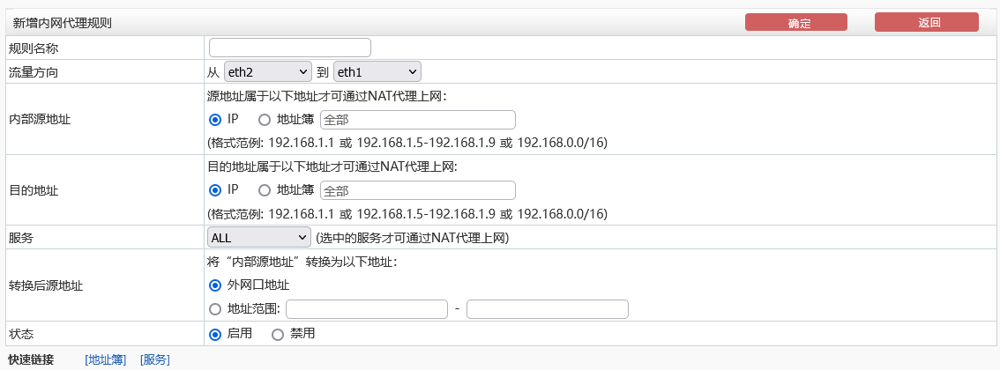 新增内网代理规则 确定 返回
规则名称
流量方向 从 eth2 到 eth1
源地址属于以下地址才可通过NAT代理上网：
内部源地址 IP 地址簿 全部
(格式范例: 192.168.1.1 或 192.168.1.5-192.168.1.9 或 192.168.0.0/16)
目的地址属于以下地址才可通过NAT代理上网:
目的地址 IP 地址簿 全部
(格式范例: 192.168.1.1 或 192.168.1.5-192.168.1.9 或 192.168.0.0/16)
服务 ALL (选中的服务才可通过NAT代理上网)
将“内部源地址”转换为以下地址：
转换后源地址 外网口地址
地址范围: -
状态 启用 禁用
快速链接 [地址簿] [服务]